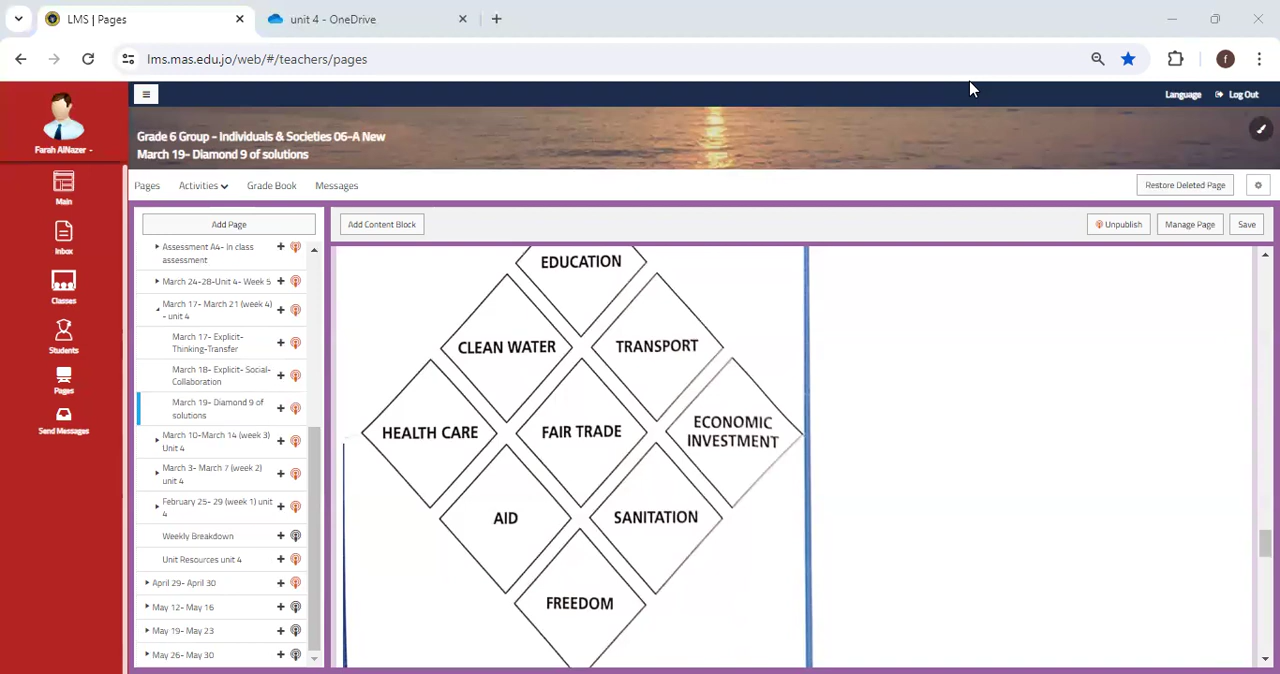 LMS | Pages
unit 4 - OneDrive
lms.mas.edu.jo/web/#/teachers/pages
f
Language
Log Out
Farah AlNazer
Grade 6 Group - Individuals & Societies 06-A New
March 19- Diamond 9 of solutions
Pages
Activities
Grade Book
Messages
Restore Deleted Page
Main
Inbox
Classes
Students
Pages
Send Messages
Add Page
Assessment A4- in class
assessment
March 24-28-Unit 4- Week 5
March 17- March 21 (week 4)
- unit 4
March 17- Explicit-
Thinking-Transfer
March 18- Explicit- Social-
Collaboration
March 19- Diamond 9 of
solutions
March 10-March 14 (week 3)
Unit 4
March 3- March 7 (week 2)
unit 4
February 25- 29 (week 1) unit
4
Weekly Breakdown
Unit Resources unit 4
April 29- April 30
May 12- May 16
May 19- May 23
May 26- May 30
Add Content Block
Unpublish
Manage Page
Save
EDUCATION
CLEAN WATER
TRANSPORT
HEALTH CARE
FAIR TRADE
ECONOMIC
INVESTMENT
AID
SANITATION
FREEDOM